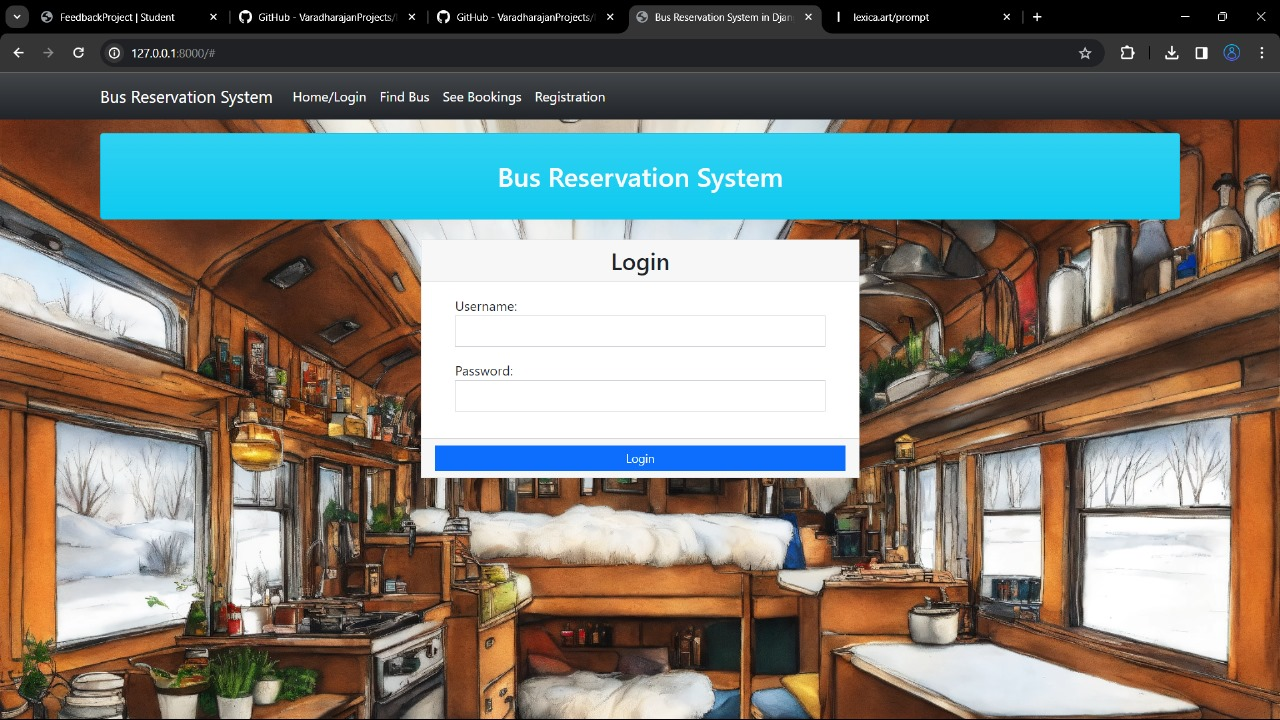 FeedbackProject | Student
GitHub - VaradharajanProjects/
GitHub - VaradharajanProjects/
Bus Reservation System in Djan
lexica.art/prompt
127.0.0.1:8000/#
Bus Reservation System Home/Login Find Bus See Bookings Registration
Bus Reservation System
Login
Username:
Password:
Login